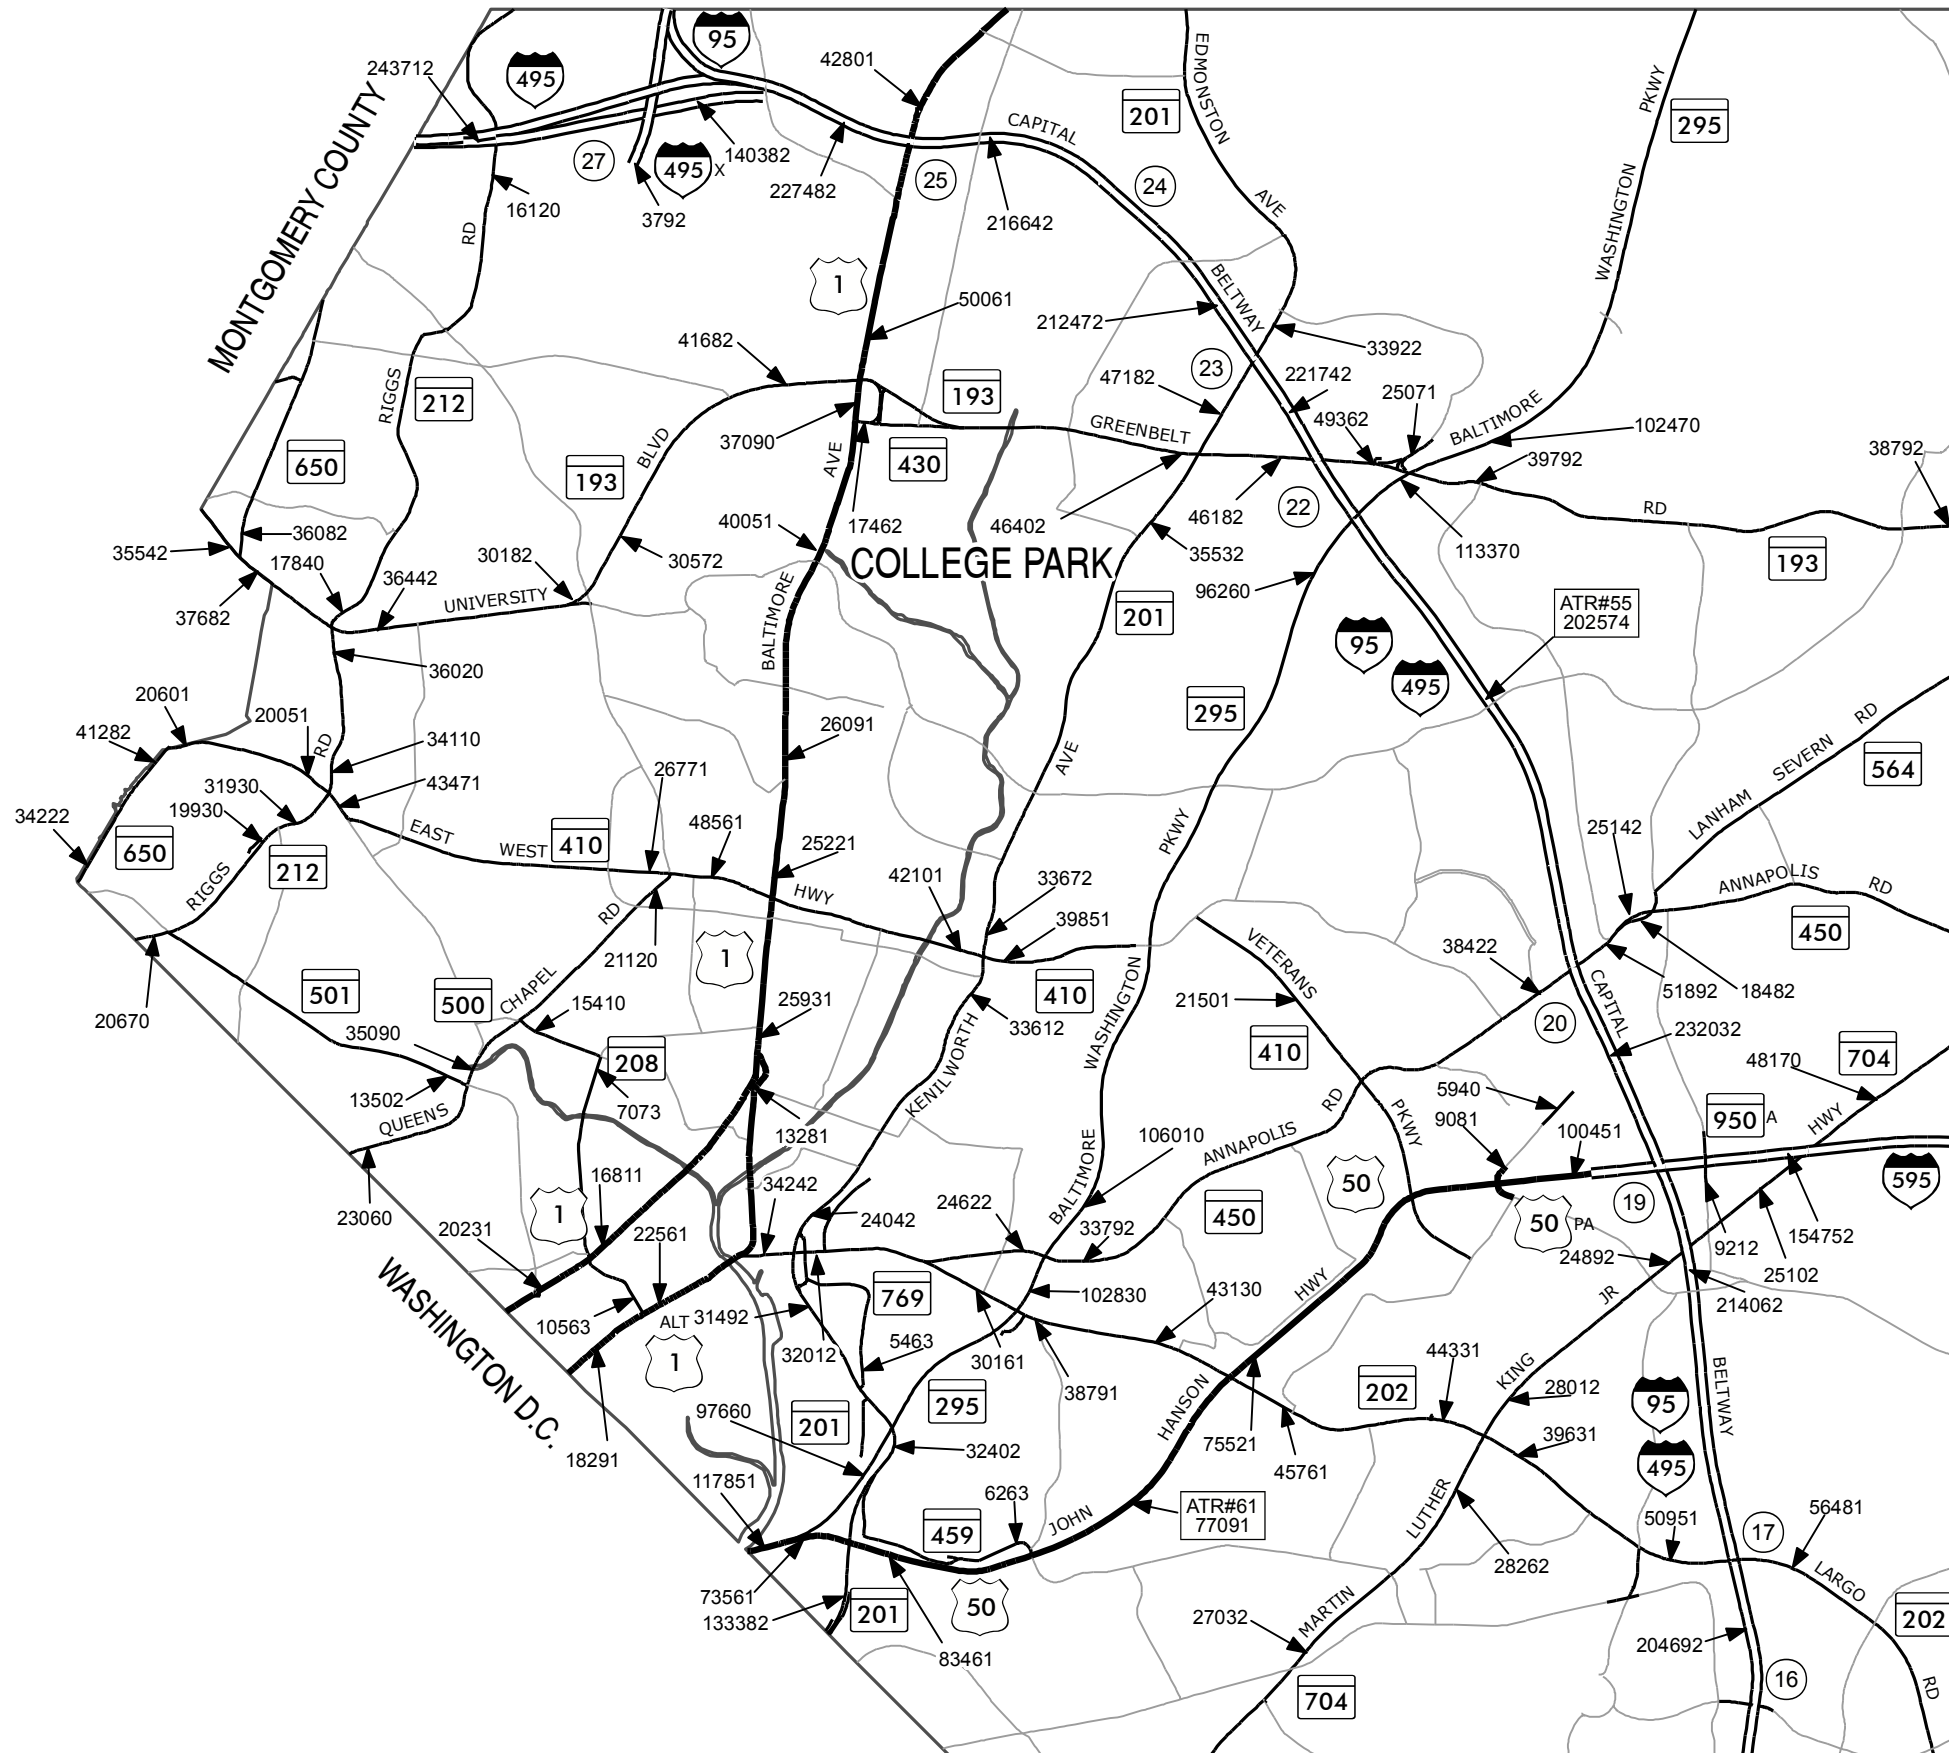 95
495
243712
42801
EDMONSTON
AVE
201
PKWY
295
CAPITAL
MONTGOMERY COUNTY
27
495
X
140382
227482
25
24
WASHINGTON
16120
3792
216642
RD
1
50061
BELTWAY
212472
33922
41682
23
221742
47182
25071
49362
BALTIMORE
102470
RIGGS
212
193
GREENBELT
37090
AVE
430
39792
38792
650
BLVD
193
46182
22
RD
36082
35542
17840
40051
17462
46402
35532
113370
193
30182
30572
COLLEGE PARK
36442
UNIVERSITY
96260
ATR#55
202574
37682
BALTIMORE
201
95
495
36020
20601
20051
41282
RD
34110
26091
AVE
295
RD
SEVERN
564
31930
43471
26771
19930
LANHAM
34222
650
EAST
WEST
410
48561
25221
PKWY
25142
212
RIGGS
HWY
42101
33672
ANNAPOLIS
RD
RD
39851
450
21120
1
VETERANS
38422
20670
501
500
CHAPEL
15410
25931
410
WASHINGTON
21501
51892
18482
CAPITAL
35090
208
33612
410
20
232032
48170
704
13502
7073
KENILWORTH
RD
PKWY
5940
950
A
HWY
QUEENS
13281
BALTIMORE
106010
ANNAPOLIS
9081
100451
16811
34242
50
595
23060
1
24042
24622
450
50
PA
19
20231
22561
33792
24892
9212
154752
25102
WASHINGTON D.C.
10563
ALT
31492
769
102830
43130
HWY
JR
214062
1
32012
5463
30161
38791
44331
BELTWAY
202
KING
28012
95
97660
201
295
HANSON
75521
39631
18291
32402
45761
495
117851
6263
ATR#61
77091
LUTHER
50951
17
56481
459
JOHN
28262
LARGO
73561
133382
201
50
27032
MARTIN
202
204692
83461
16
704
RD